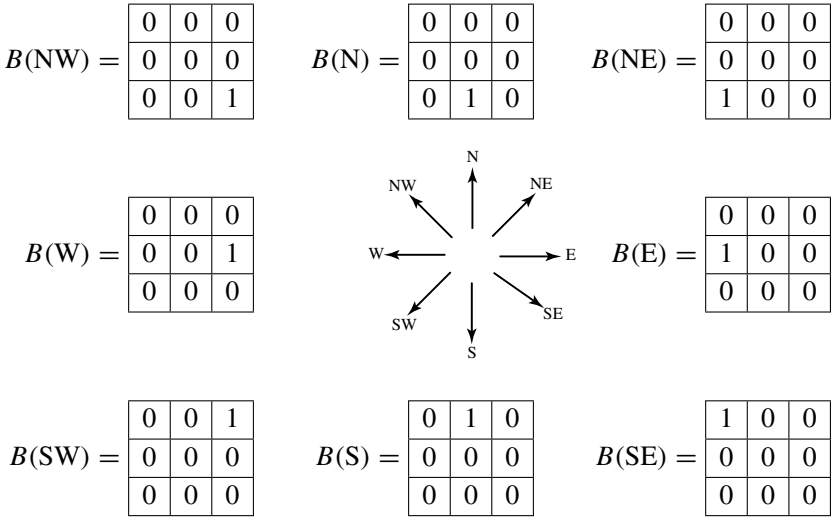 0 0 0 0 0 0 0 0 0
B(NW) = 0 0 0 B(N) = 0 0 0 B(NE) = 0 0 0
0 0 1 0 1 0 1 0 0
N
NW NE
0 0 0 0 0 0
B(W) = 0 0 1 W E B(E) = 1 0 0
0 0 0 0 0 0
SW SE
S
0 0 1 0 1 0 1 0 0
B(SW) = 0 0 0 B(S) = 0 0 0 B(SE) = 0 0 0
0 0 0 0 0 0 0 0 0